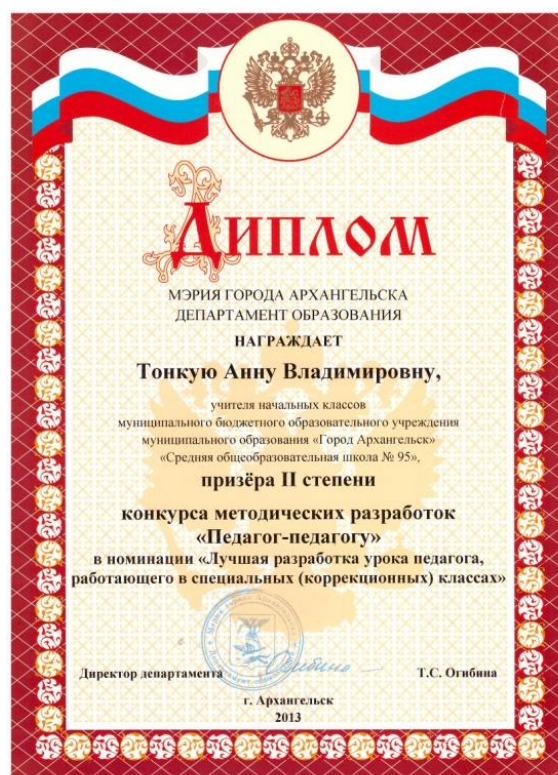 Диплом
МЭРИЯ ГОРОДА АРХАНГЕЛЬСКА
ДЕПАРТАМЕНТ ОБРАЗОВАНИЯ
НАГРАЖДАЕТ
Тонкую Анну Владимировну,
учителя начальных классов
муниципального бюджетного образовательного учреждения
муниципального образования «Город Архангельск»
«Средняя общеобразовательная школа № 95»,
призёра II степени
конкурса методических разработок
«Педагог-педагогу»
в номинации «Лучшая разработка урока педагога,
работающего в специальных (коррекционных) классах»
Директор департамента Т.С. Огибина
г. Архангельск
2013